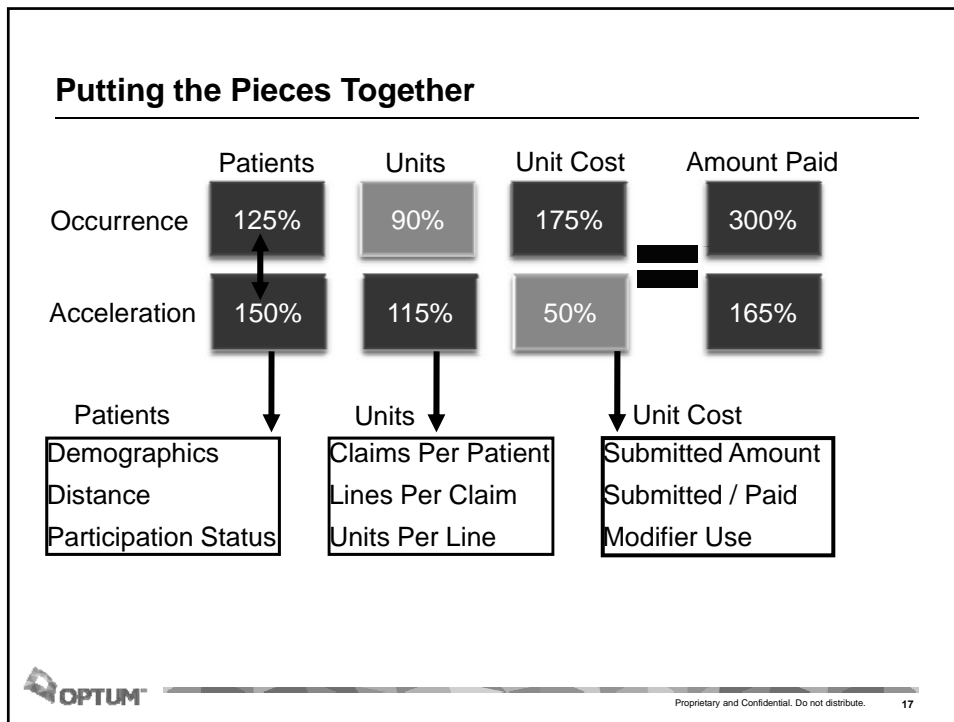 Putting the Pieces Together
Patients Units Unit Cost Amount Paid
Occurrence 125% 90% 175% 300%
Acceleration 150% 115% 50% 165%
Patients Units Unit Cost
Demographics Claims Per Patient Submitted Amount
Distance Lines Per Claim Submitted / Paid
Participation Status Units Per Line Modifier Use
OPTUM™ Proprietary and Confidential. Do not distribute. 17